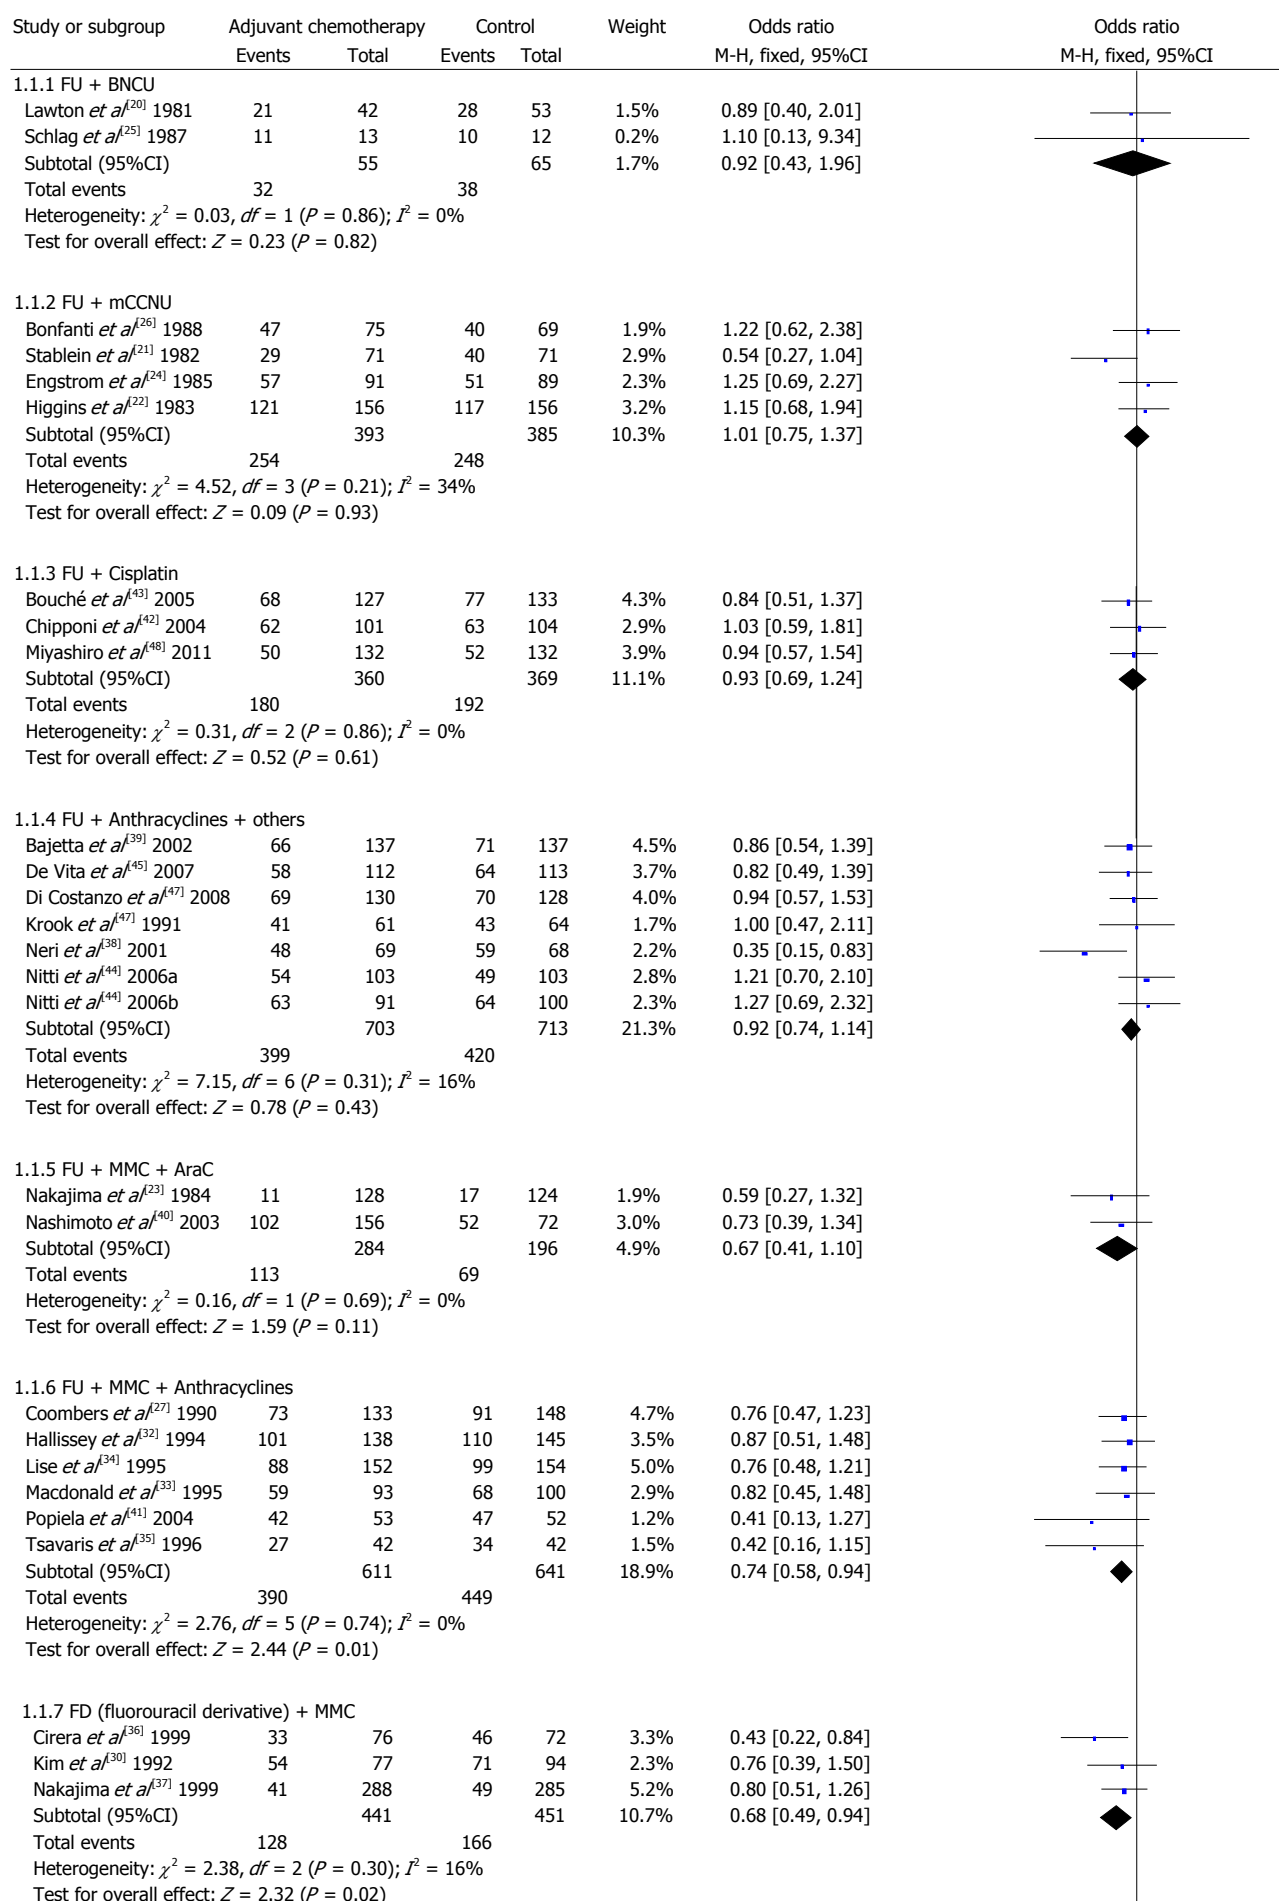 Study or subgroup Adjuvant chemotherapy Control Weight Odds ratio Odds ratio
Events Total Events Total M-H, fixed, 95%CI M-H, fixed, 95%CI
1.1.1 FU + BNCU
Lawton et al[20] 1981 21 42 28 53 1.5% 0.89 [0.40, 2.01]
Schlag et al[25] 1987 11 13 10 12 0.2% 1.10 [0.13, 9.34]
Subtotal (95%CI) 55 65 1.7% 0.92 [0.43, 1.96]
Total events 32 38
Heterogeneity: χ² = 0.03, df = 1 (P = 0.86); I² = 0%
Test for overall effect: Z = 0.23 (P = 0.82)
1.1.2 FU + mCCNU
Bonfanti et al[26] 1988 47 75 40 69 1.9% 1.22 [0.62, 2.38]
Stablein et al[21] 1982 29 71 40 71 2.9% 0.54 [0.27, 1.04]
Engstrom et al[24] 1985 57 91 51 89 2.3% 1.25 [0.69, 2.27]
Higgins et al[22] 1983 121 156 117 156 3.2% 1.15 [0.68, 1.94]
Subtotal (95%CI) 393 385 10.3% 1.01 [0.75, 1.37]
Total events 254 248
Heterogeneity: χ² = 4.52, df = 3 (P = 0.21); I² = 34%
Test for overall effect: Z = 0.09 (P = 0.93)
1.1.3 FU + Cisplatin
Bouché et al[43] 2005 68 127 77 133 4.3% 0.84 [0.51, 1.37]
Chipponi et al[42] 2004 62 101 63 104 2.9% 1.03 [0.59, 1.81]
Miyashiro et al[48] 2011 50 132 52 132 3.9% 0.94 [0.57, 1.54]
Subtotal (95%CI) 360 369 11.1% 0.93 [0.69, 1.24]
Total events 180 192
Heterogeneity: χ² = 0.31, df = 2 (P = 0.86); I² = 0%
Test for overall effect: Z = 0.52 (P = 0.61)
1.1.4 FU + Anthracyclines + others
Bajetta et al[39] 2002 66 137 71 137 4.5% 0.86 [0.54, 1.39]
De Vita et al[45] 2007 58 112 64 113 3.7% 0.82 [0.49, 1.39]
Di Costanzo et al[47] 2008 69 130 70 128 4.0% 0.94 [0.57, 1.53]
Krook et al[47] 1991 41 61 43 64 1.7% 1.00 [0.47, 2.11]
Neri et al[38] 2001 48 69 59 68 2.2% 0.35 [0.15, 0.83]
Nitti et al[44] 2006a 54 103 49 103 2.8% 1.21 [0.70, 2.10]
Nitti et al[44] 2006b 63 91 64 100 2.3% 1.27 [0.69, 2.32]
Subtotal (95%CI) 703 713 21.3% 0.92 [0.74, 1.14]
Total events 399 420
Heterogeneity: χ² = 7.15, df = 6 (P = 0.31); I² = 16%
Test for overall effect: Z = 0.78 (P = 0.43)
1.1.5 FU + MMC + AraC
Nakajima et al[23] 1984 11 128 17 124 1.9% 0.59 [0.27, 1.32]
Nashimoto et al[40] 2003 102 156 52 72 3.0% 0.73 [0.39, 1.34]
Subtotal (95%CI) 284 196 4.9% 0.67 [0.41, 1.10]
Total events 113 69
Heterogeneity: χ² = 0.16, df = 1 (P = 0.69); I² = 0%
Test for overall effect: Z = 1.59 (P = 0.11)
1.1.6 FU + MMC + Anthracyclines
Coombers et al[27] 1990 73 133 91 148 4.7% 0.76 [0.47, 1.23]
Hallissey et al[32] 1994 101 138 110 145 3.5% 0.87 [0.51, 1.48]
Lise et al[34] 1995 88 152 99 154 5.0% 0.76 [0.48, 1.21]
Macdonald et al[33] 1995 59 93 68 100 2.9% 0.82 [0.45, 1.48]
Popiela et al[41] 2004 42 53 47 52 1.2% 0.41 [0.13, 1.27]
Tsavaris et al[35] 1996 27 42 34 42 1.5% 0.42 [0.16, 1.15]
Subtotal (95%CI) 611 641 18.9% 0.74 [0.58, 0.94]
Total events 390 449
Heterogeneity: χ² = 2.76, df = 5 (P = 0.74); I² = 0%
Test for overall effect: Z = 2.44 (P = 0.01)
1.1.7 FD (fluorouracil derivative) + MMC
Cirera et al[36] 1999 33 76 46 72 3.3% 0.43 [0.22, 0.84]
Kim et al[30] 1992 54 77 71 94 2.3% 0.76 [0.39, 1.50]
Nakajima et al[37] 1999 41 288 49 285 5.2% 0.80 [0.51, 1.26]
Subtotal (95%CI) 441 451 10.7% 0.68 [0.49, 0.94]
Total events 128 166
Heterogeneity: χ² = 2.38, df = 2 (P = 0.30); I² = 16%
Test for overall effect: Z = 2.32 (P = 0.02)